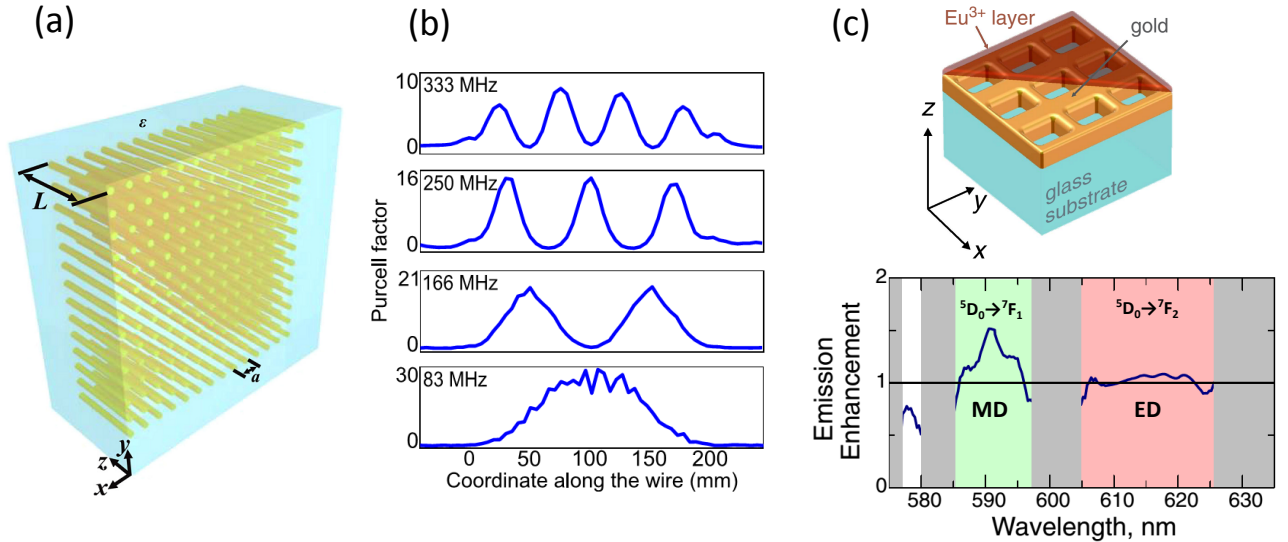 (a)
ε
L
a
y
z
x
(b)
Purcell factor
10
333 MHz
0
16
250 MHz
0
21
166 MHz
0
30
83 MHz
0
0 50 100 150 200
Coordinate along the wire (mm)
(c)
Eu³⁺ layer
gold
z
y
x
glass
substrate
Emission
Enhancement
2
1
0
⁵D₀→⁷F₁
⁵D₀→⁷F₂
MD
ED
580 590 600 610 620 630
Wavelength, nm